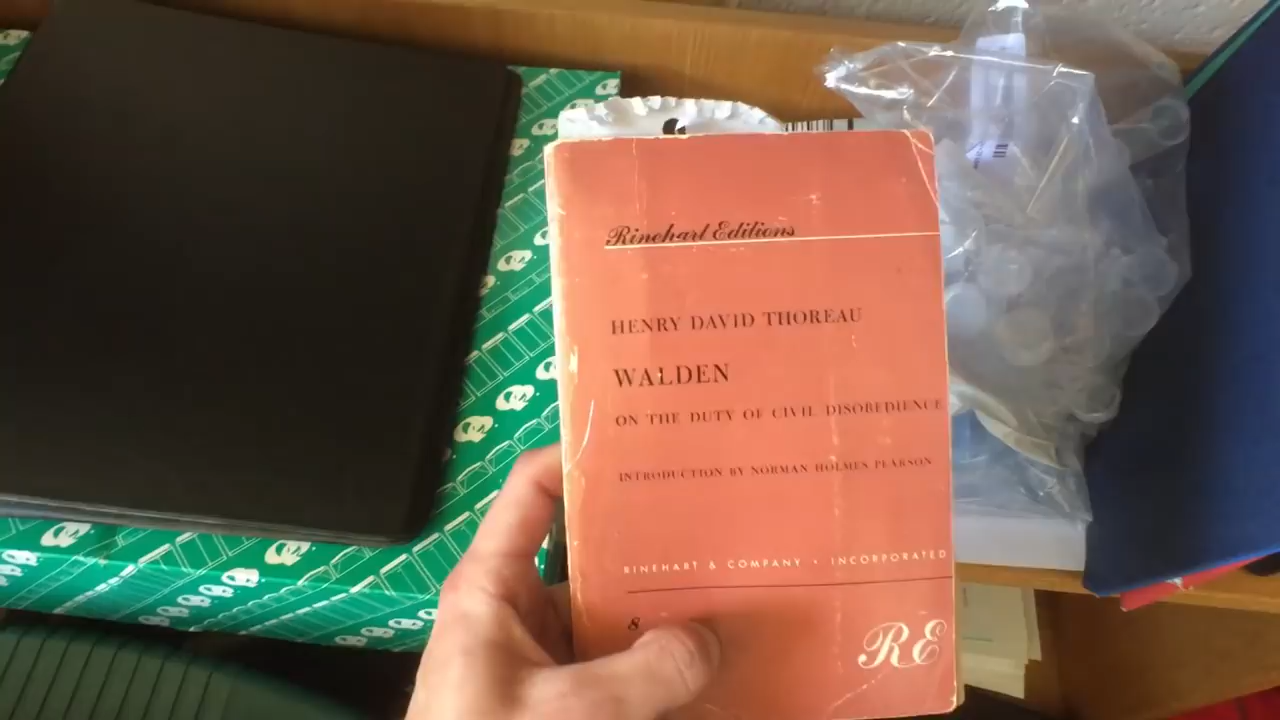 Rinehart Editions
HENRY DAVID THOREAU
WALDEN
ON THE DUTY OF CIVIL DISOBEDIENCE
INTRODUCTION BY NORMAN HOLMES PEARSON
RINEHART & COMPANY • INCORPORATED
8
RE